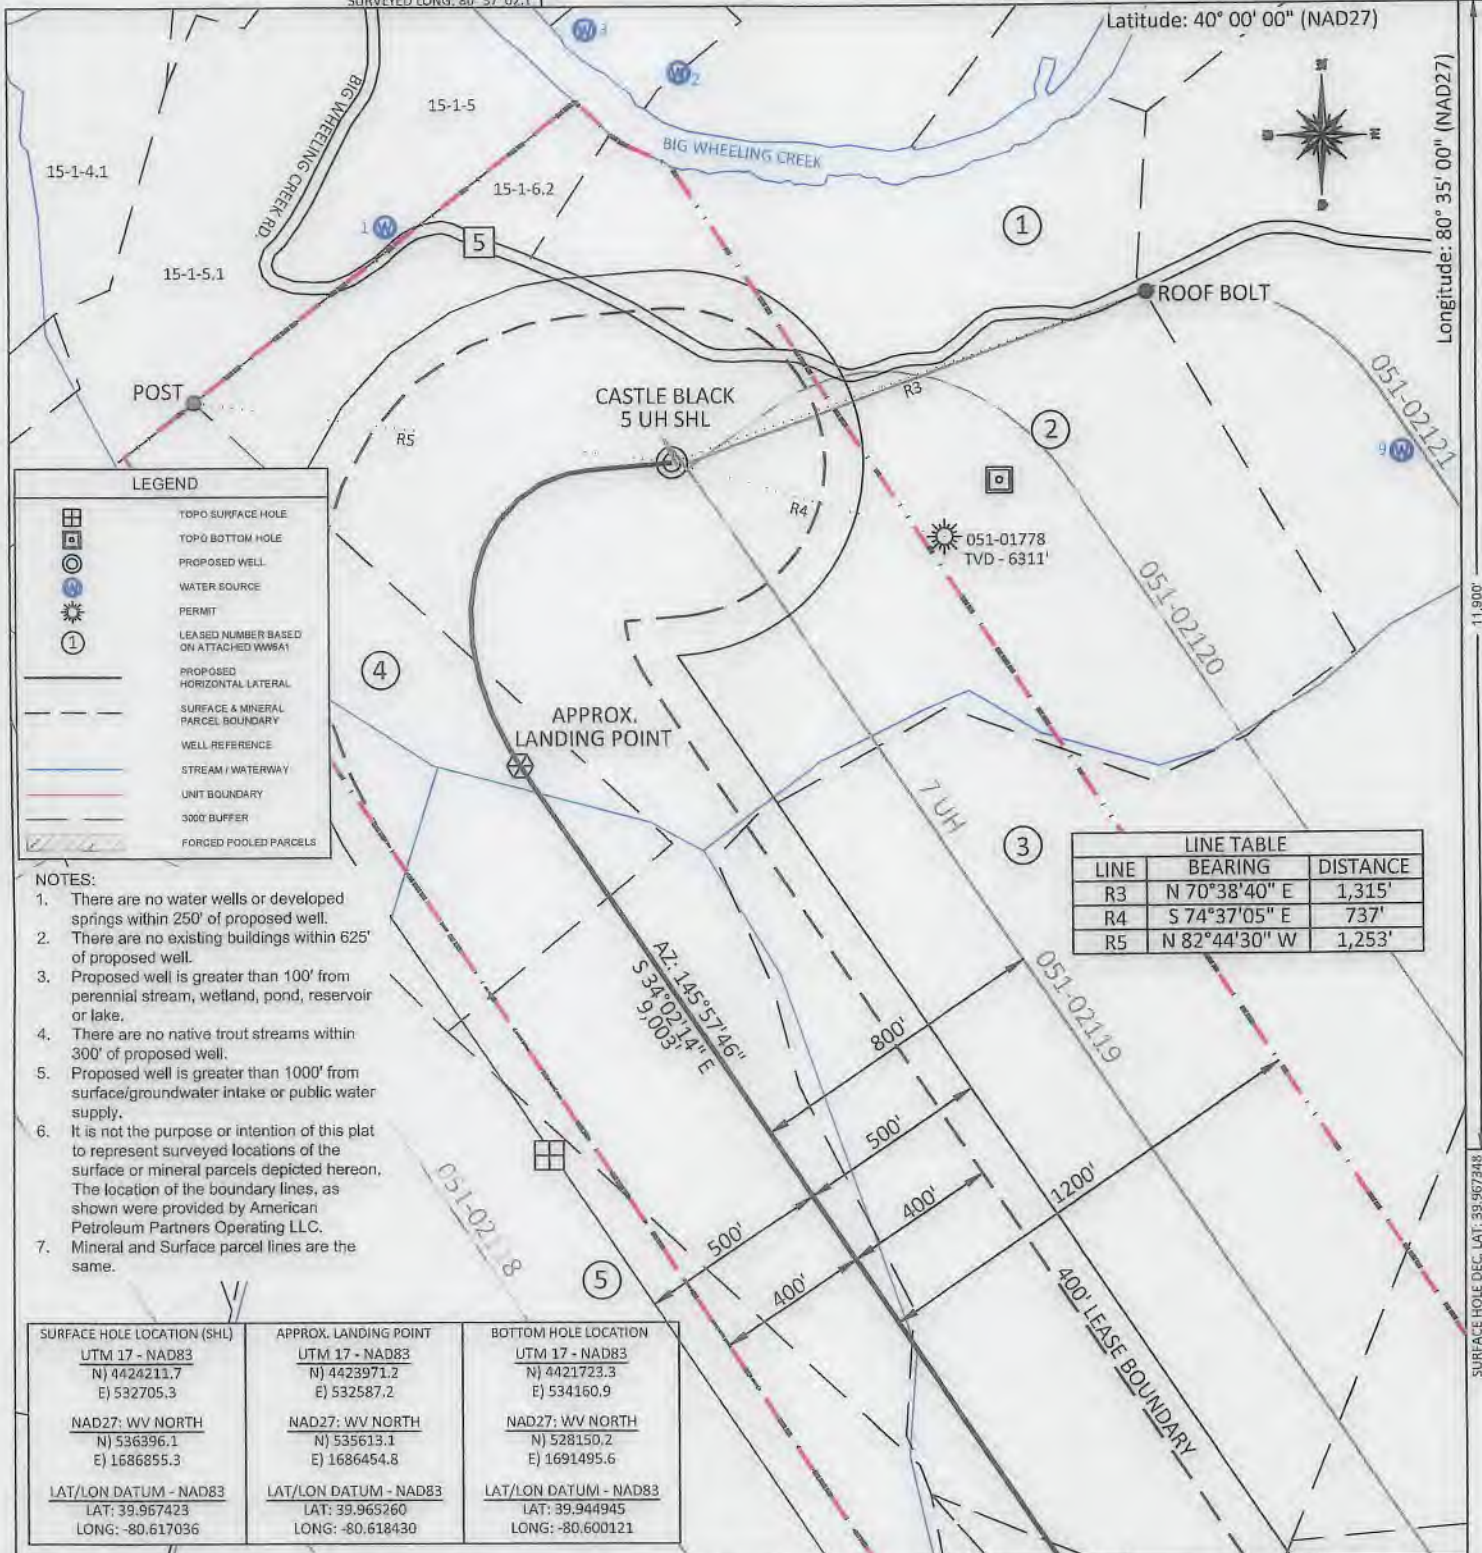 Latitude: 40° 00' 00" (NAD27)
Longitude: 80° 35' 00" (NAD27)
3
2
BIG WHEELING CREEK
BIG WHEELING CREEK RD.
15-1-5
15-1-4.1
15-1-6.2
15-1-5.1
1
5
1
ROOF BOLT
POST
CASTLE BLACK
5 UH SHL
R3
R5
R4
2
051-02121
9
051-01778
TVD - 6311'
051-02120
11,900'
LEGEND
TOPO SURFACE HOLE
TOPO BOTTOM HOLE
PROPOSED WELL
WATER SOURCE
PERMIT
1
LEASED NUMBER BASED
ON ATTACHED WW6A1
PROPOSED
HORIZONTAL LATERAL
SURFACE & MINERAL
PARCEL BOUNDARY
WELL REFERENCE
STREAM / WATERWAY
UNIT BOUNDARY
3000' BUFFER
FORCED POOLED PARCELS
4
APPROX.
LANDING POINT
7 UH
3
LINE TABLE
LINE BEARING DISTANCE
R3 N 70°38'40" E 1,315'
R4 S 74°37'05" E 737'
R5 N 82°44'30" W 1,253'
NOTES:
1. There are no water wells or developed
springs within 250' of proposed well.
2. There are no existing buildings within 625'
of proposed well.
3. Proposed well is greater than 100' from
perennial stream, wetland, pond, reservoir
or lake.
4. There are no native trout streams within
300' of proposed well.
5. Proposed well is greater than 1000' from
surface/groundwater intake or public water
supply.
6. It is not the purpose or intention of this plat
to represent surveyed locations of the
surface or mineral parcels depicted hereon.
The location of the boundary lines, as
shown were provided by American
Petroleum Partners Operating LLC.
7. Mineral and Surface parcel lines are the
same.
AZ: 145°57'46"
S 34°02'14" E
9,003'
051-02119
800'
500'
400'
1200'
500'
400'
051-02118
5
400' LEASE BOUNDARY
SURFACE HOLE DEC. LAT: 39.967348
SURFACE HOLE LOCATION (SHL)
UTM 17 - NAD83
N) 4424211.7
E) 532705.3
NAD27: WV NORTH
N) 536396.1
E) 1686855.3
LAT/LON DATUM - NAD83
LAT: 39.967423
LONG: -80.617036
APPROX. LANDING POINT
UTM 17 - NAD83
N) 4423971.2
E) 532587.2
NAD27: WV NORTH
N) 535613.1
E) 1686454.8
LAT/LON DATUM - NAD83
LAT: 39.965260
LONG: -80.618430
BOTTOM HOLE LOCATION
UTM 17 - NAD83
N) 4421723.3
E) 534160.9
NAD27: WV NORTH
N) 528150.2
E) 1691495.6
LAT/LON DATUM - NAD83
LAT: 39.944945
LONG: -80.600121